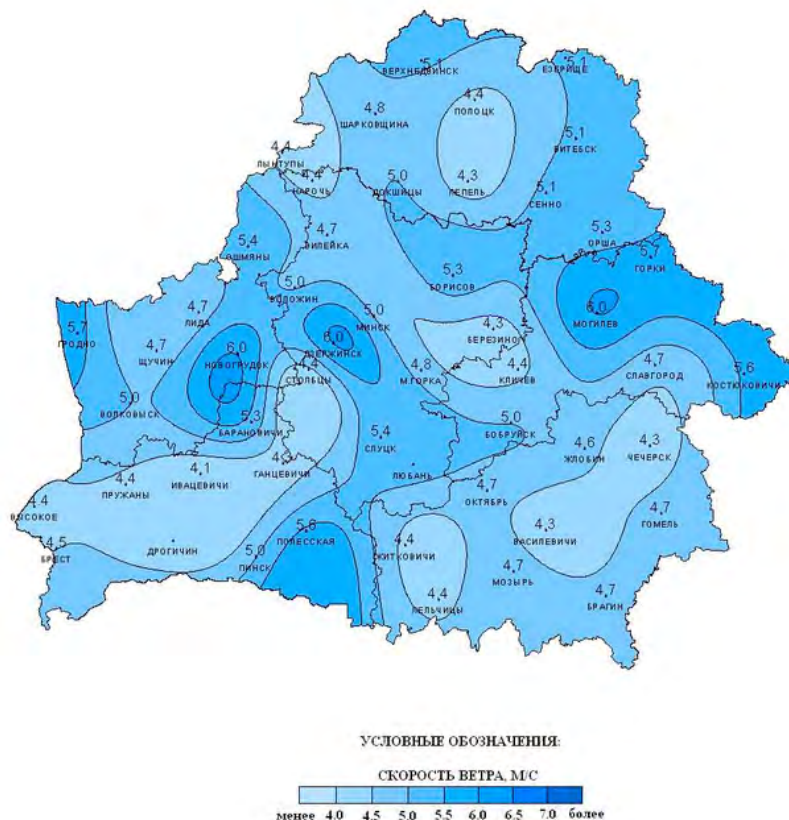 5,1
ВЕРХНЕДВИНСК
5,1
ЕЗЕРИЩЕ
4,4
ПОЛОЦК
4,8
ШАРКОВЩИНА
5,1
ВИТЕБСК
4,4
ЛЫНТУПЫ
4,4
НАРОЧЬ
5,0
ДОКШИЦЫ
4,3
ЛЕПЕЛЬ
5,1
СЕННО
5,3
ОРША
4,7
ВИЛЕЙКА
5,4
ОШМЯНЫ
5,7
ГОРКИ
5,3
БОРИСОВ
5,0
ВОЛОЖИН
6,0
МОГИЛЕВ
4,7
ЛИДА
5,0
МИНСК
5,7
ГРОДНО
4,3
БЕРЕЗИНО
6,0
ДЗЕРЖИНСК
4,7
ЩУЧИН
6,0
НОВОГРУДОК
4,4
СТОЛБЦЫ
4,8
М.ГОРКА
4,4
КЛИЧЕВ
4,7
СЛАВГОРОД
5,6
КОСТЮКОВИЧИ
5,0
ВОЛКОВЫСК
5,3
БАРАНОВИЧИ
5,4
СЛУЦК
5,0
БОБРУЙСК
4,6
ЖЛОБИН
4,3
ЧЕЧЕРСК
ГАНЦЕВИЧИ
ЛЮБАНЬ
4,1
ИВАЦЕВИЧИ
4,4
ПРУЖАНЫ
4,7
ОКТЯБРЬ
4,4
ВЫСОКОЕ
4,7
ГОМЕЛЬ
5,6
ПОЛЕССКАЯ
4,3
ВАСИЛЕВИЧИ
4,5
БРЕСТ
ДРОГИЧИН
5,0
ПИНСК
4,4
ЖИТКОВИЧИ
4,7
МОЗЫРЬ
4,4
ЛЕЛЬЧИЦЫ
4,7
БРАГИН
УСЛОВНЫЕ ОБОЗНАЧЕНИЯ:
СКОРОСТЬ ВЕТРА, М/С
менее 4.0 4.5 5.0 5.5 6.0 6.5 7.0 более